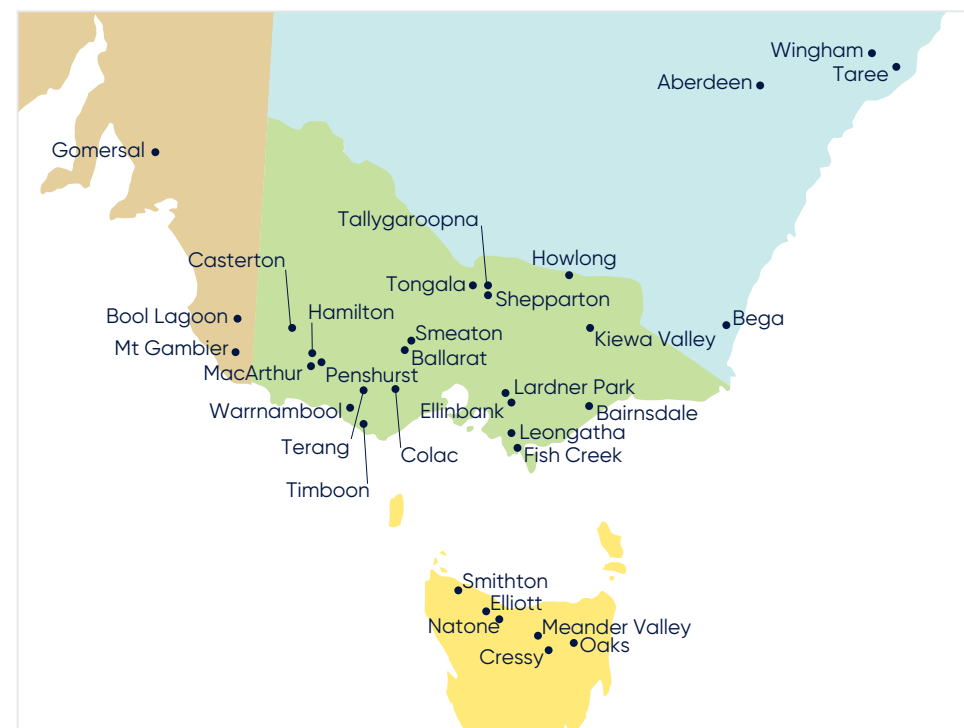 Wingham
Taree
Aberdeen
Gomersal
Tallygaroopna
Casterton
Howlong
Tongala
Shepparton
Bool Lagoon
Hamilton
Bega
Smeaton
Kiewa Valley
Mt Gambier
Ballarat
MacArthur
Penshurst
Lardner Park
Warrnambool
Ellinbank
Bairnsdale
Leongatha
Terang
Colac
Fish Creek
Timboon
Smithton
Elliott
Natone
Meander Valley
Oaks
Cressy